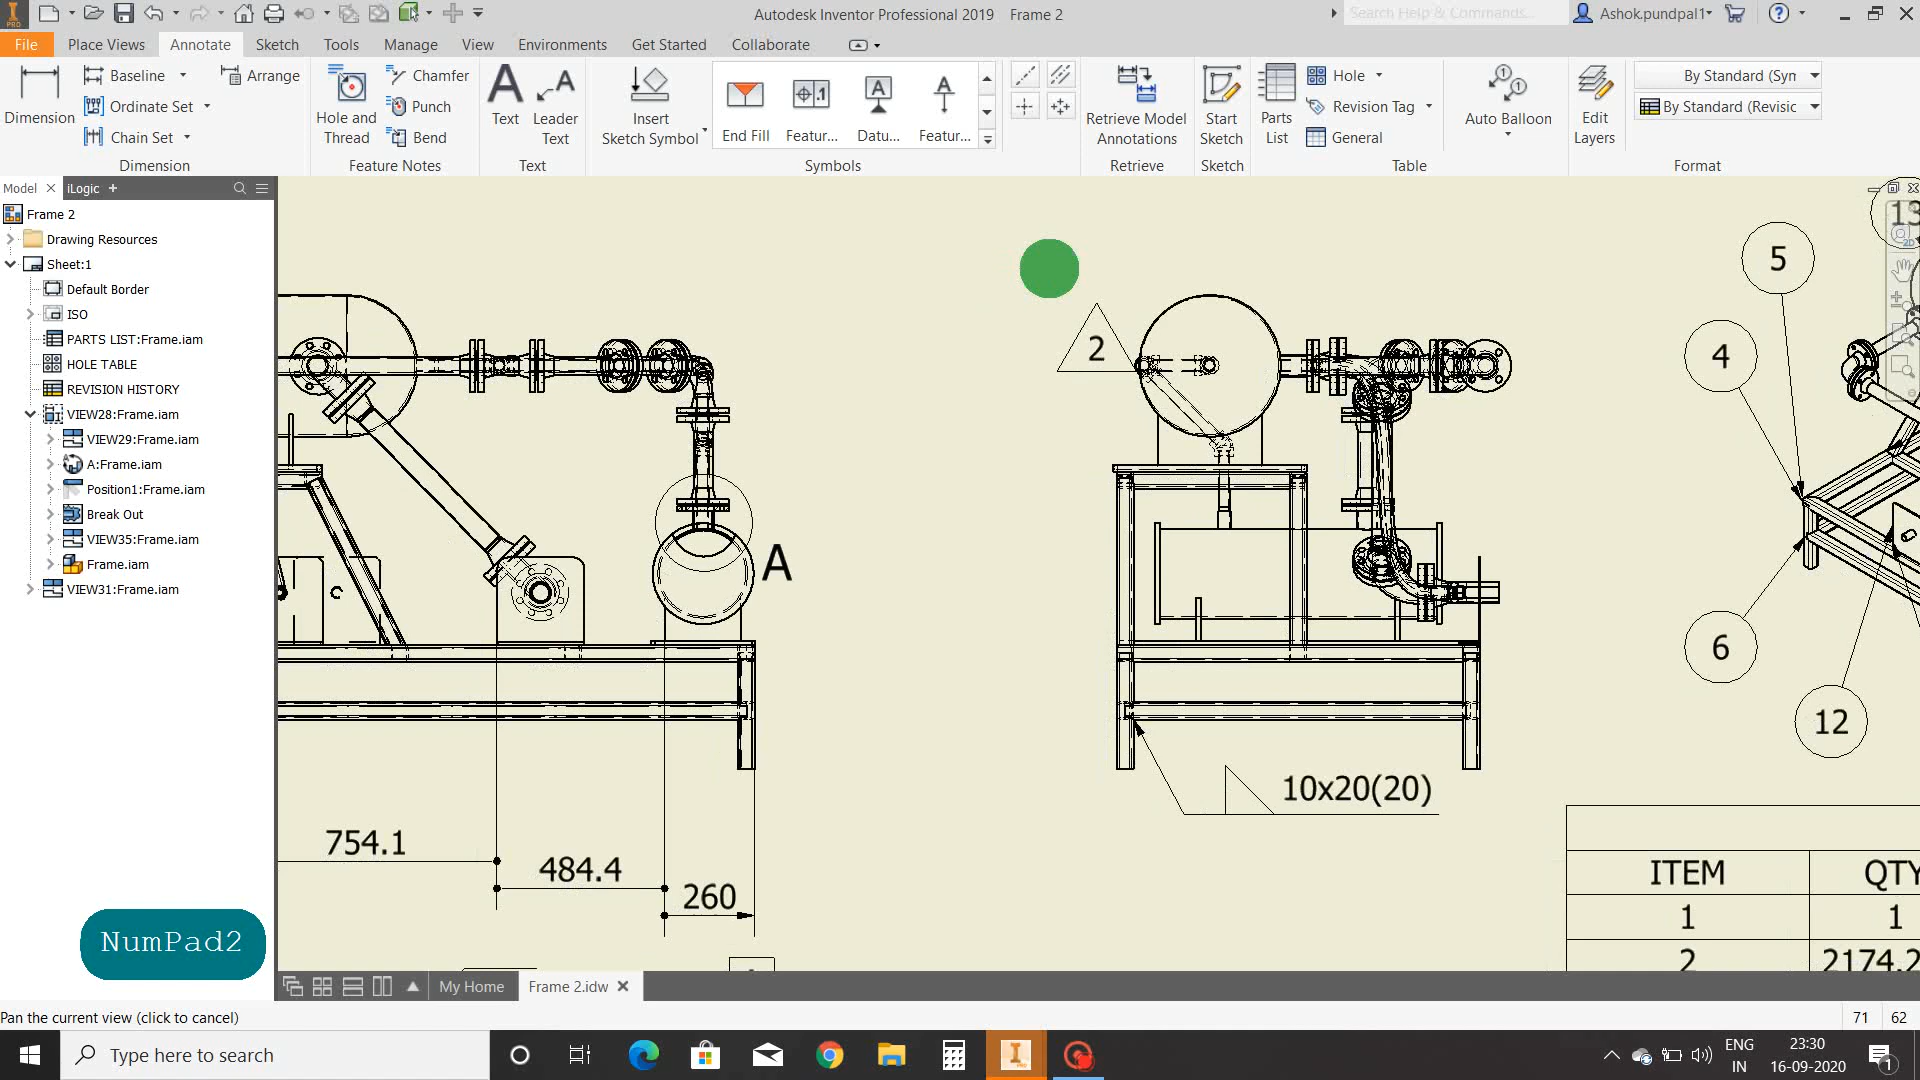 Autodesk Inventor Professional 2019 Frame 2
Search Help & Commands...
Ashok.pundpal1
PRO
File Place Views Annotate Sketch Tools Manage View Environments Get Started Collaborate
Dimension
Baseline
Ordinate Set
Chain Set
Arrange
Dimension
Hole and Thread
Chamfer
Punch
Bend
Feature Notes
Text
Leader Text
Text
Insert Sketch Symbol
End Fill
Featur...
Datu...
Featur...
Symbols
Retrieve Model Annotations
Retrieve
Start Sketch
Sketch
Parts List
Hole
Revision Tag
General
Table
Auto Balloon
Edit Layers
By Standard (Syn
By Standard (Revisic
Format
Model
iLogic
Frame 2
Drawing Resources
Sheet:1
Default Border
ISO
PARTS LIST:Frame.iam
HOLE TABLE
REVISION HISTORY
VIEW28:Frame.iam
VIEW29:Frame.iam
A:Frame.iam
Position1:Frame.iam
Break Out
VIEW35:Frame.iam
Frame.iam
VIEW31:Frame.iam
13
5
4
2
A
6
12
10x20(20)
754.1
484.4
260
ITEM QTY
1 1
2 2174.2
NumPad2
My Home
Frame 2.idw
Pan the current view (click to cancel)
71 62
Type here to search
ENG
IN
23:30
16-09-2020
1